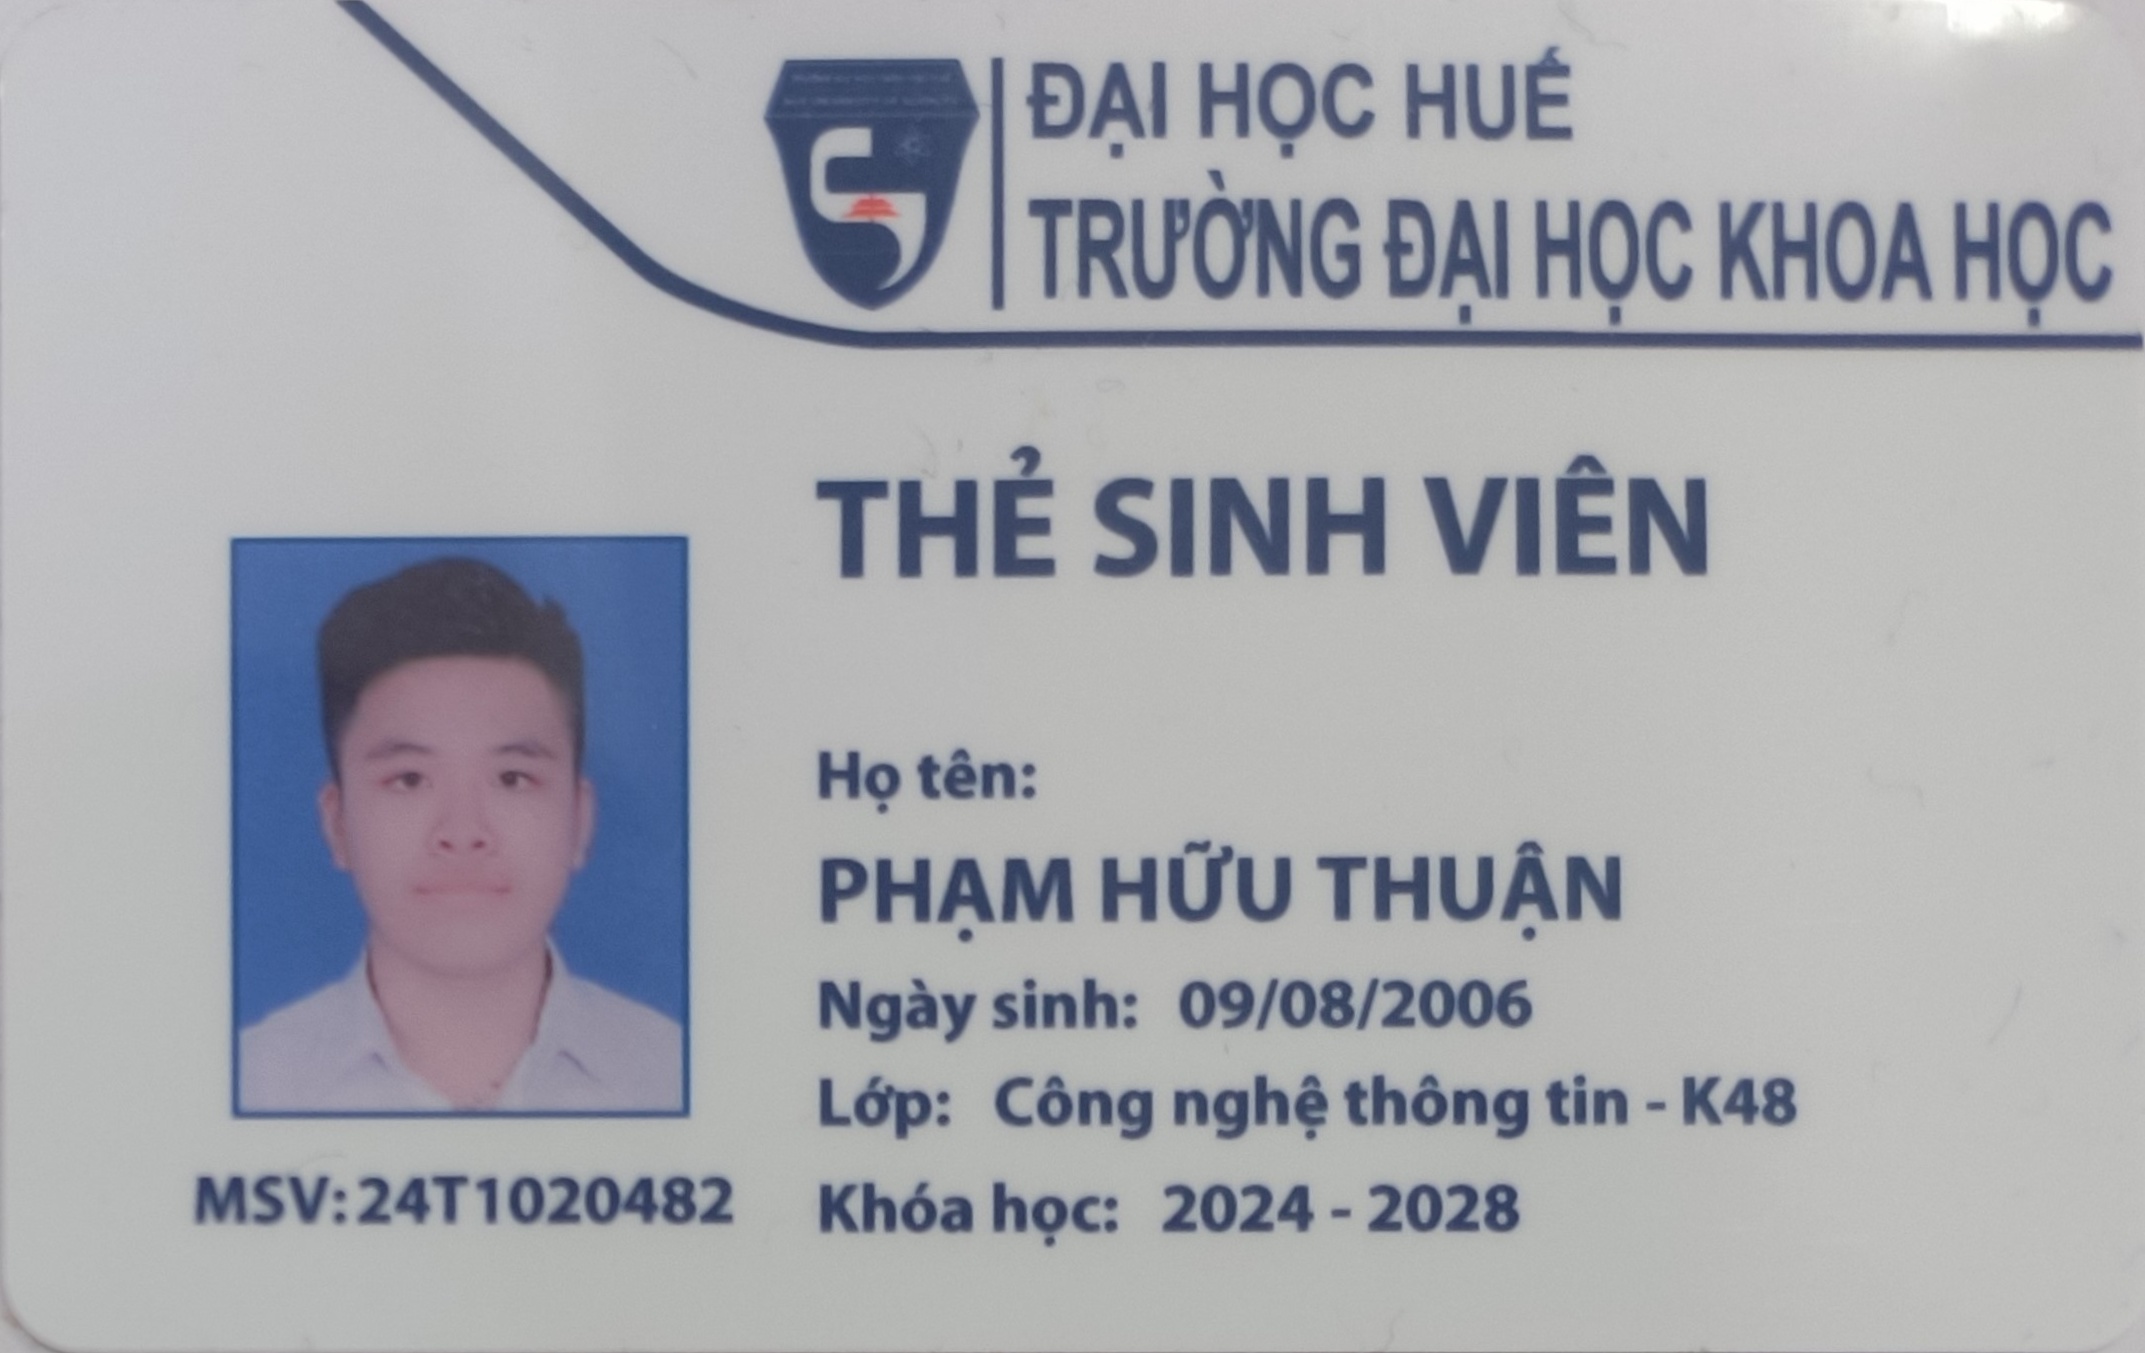 ĐẠI HỌC HUẾ
TRƯỜNG ĐẠI HỌC KHOA HỌC
THẺ SINH VIÊN
Họ tên:
PHẠM HỮU THUẬN
Ngày sinh: 09/08/2006
Lớp: Công nghệ thông tin - K48
Khóa học: 2024 - 2028
MSV: 24T1020482